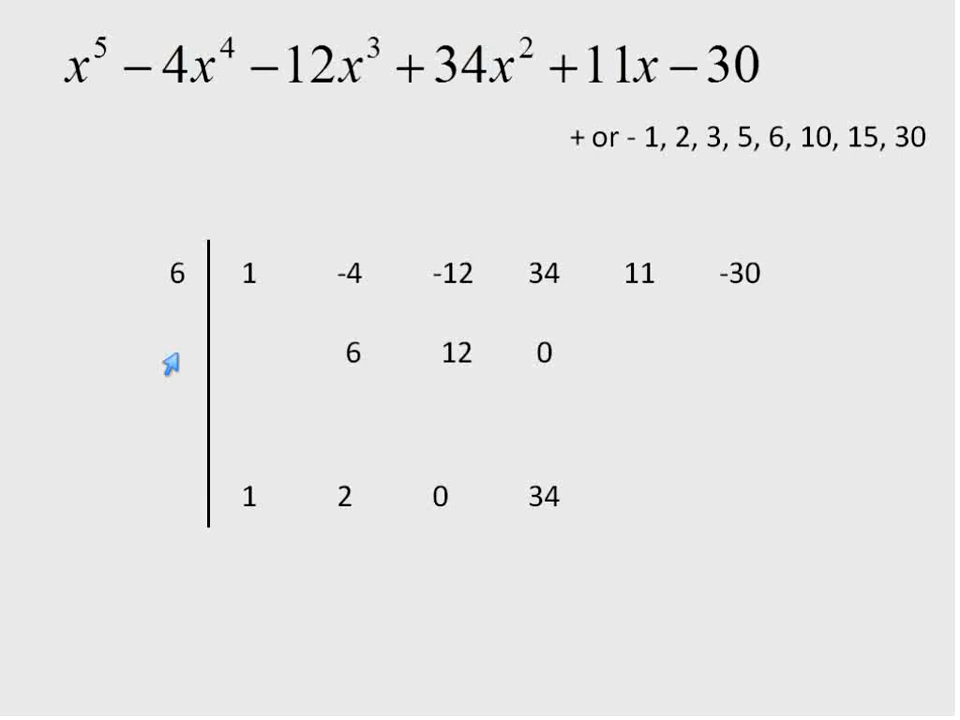 x⁵ − 4x⁴ − 12x³ + 34x² + 11x − 30
+ or - 1, 2, 3, 5, 6, 10, 15, 30
6 1 -4 -12 34 11 -30
6 12 0
1 2 0 34